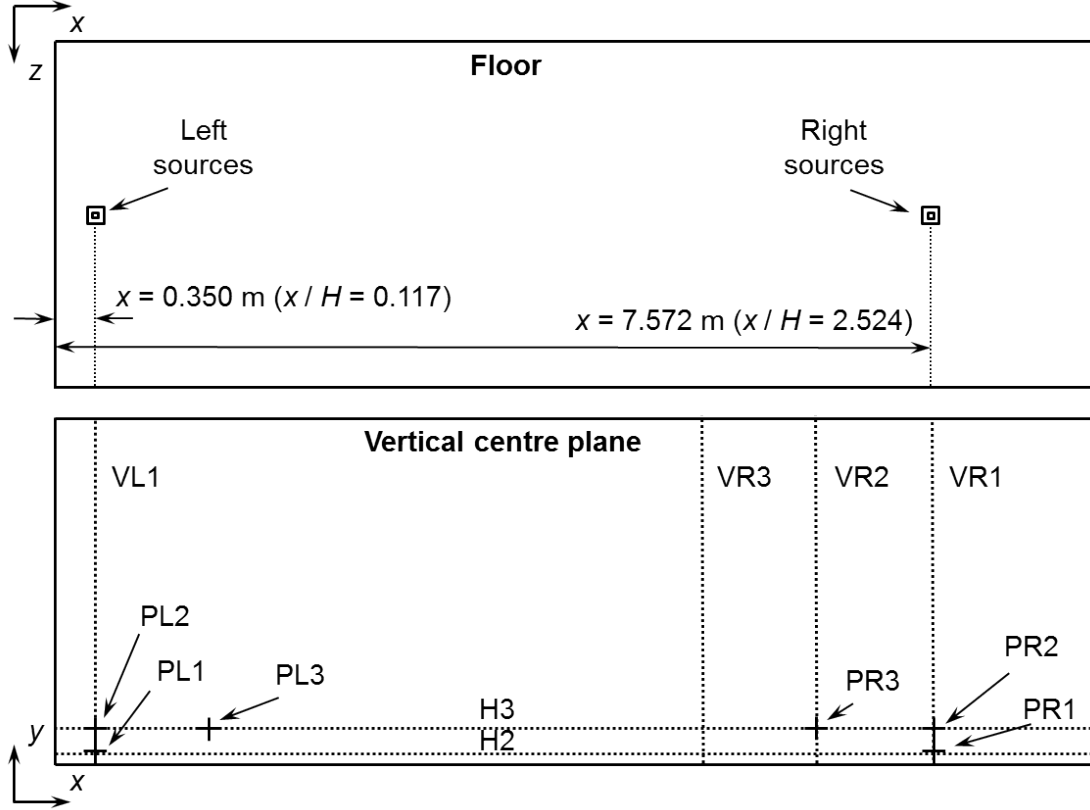 x
z
Floor
Left
sources
Right
sources
x = 0.350 m (x / H = 0.117)
x = 7.572 m (x / H = 2.524)
Vertical centre plane
VL1
VR3
VR2
VR1
PL2
PL1
PL3
H3
H2
PR3
PR2
PR1
y
x